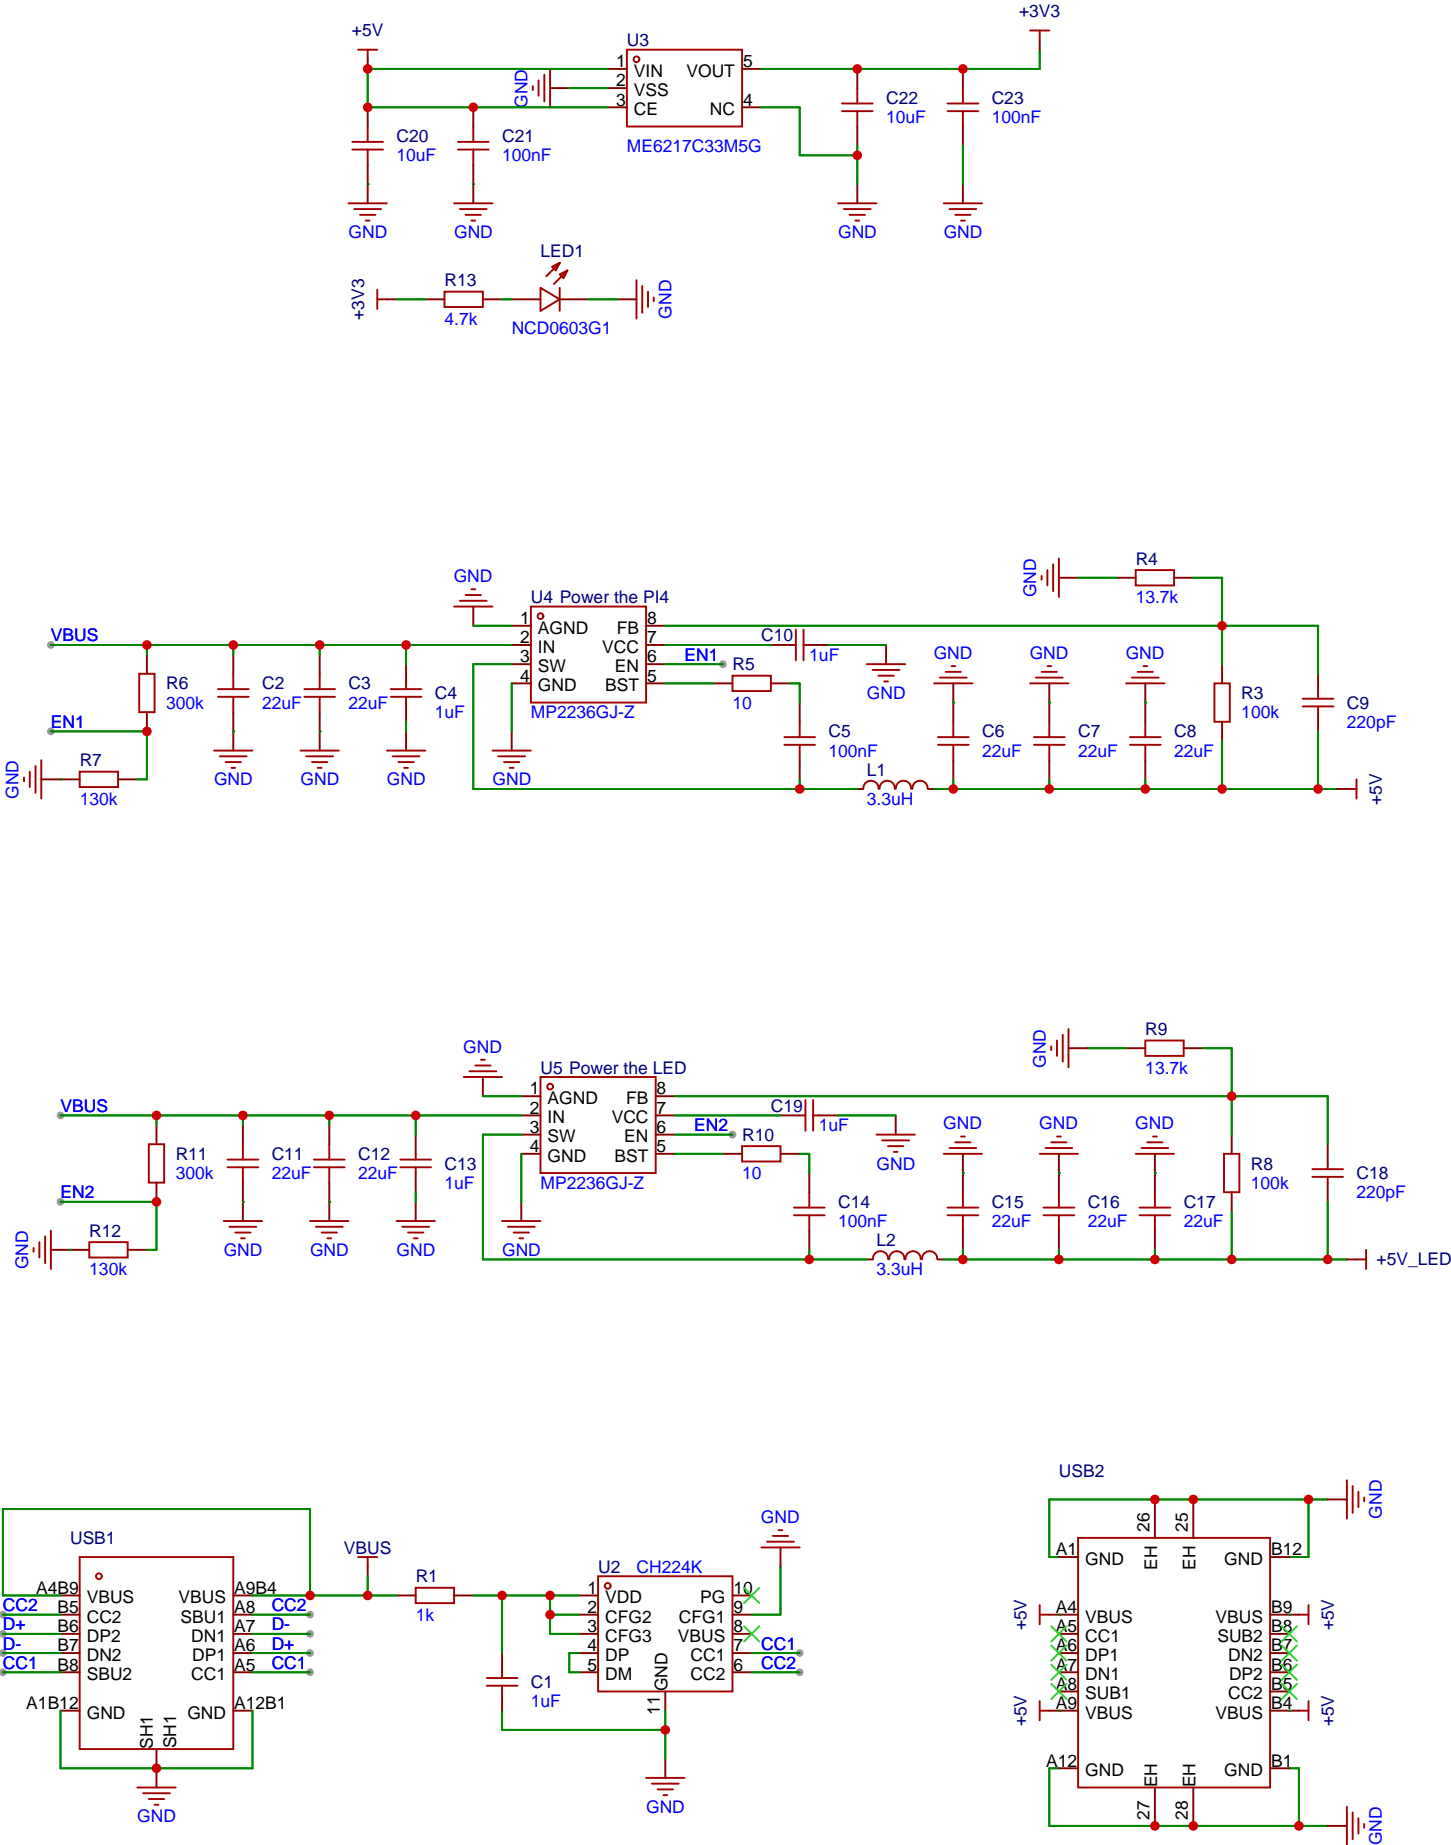 +5V
+3V3
U3
1 VIN VOUT 5
GND 2 VSS
3 CE NC 4
ME6217C33M5G
C20
10uF
C21
100nF
C22
10uF
C23
100nF
GND
GND
GND
GND
LED1
+3V3
R13
4.7k
NCD0603G1
GND
GND
U4 Power the PI4
1 AGND FB 8
2 IN VCC 7
3 SW EN 6
4 GND BST 5
MP2236GJ-Z
GND
R4
13.7k
VBUS
R6
300k
C2
22uF
C3
22uF
C4
1uF
EN1
GND
R7
130k
GND
GND
GND
GND
C10
1uF
GND
EN1
R5
10
C5
100nF
L1
3.3uH
GND
GND
GND
C6
22uF
C7
22uF
C8
22uF
R3
100k
C9
220pF
+5V
GND
U5 Power the LED
1 AGND FB 8
2 IN VCC 7
3 SW EN 6
4 GND BST 5
MP2236GJ-Z
GND
R9
13.7k
VBUS
R11
300k
C11
22uF
C12
22uF
C13
1uF
EN2
GND
R12
130k
GND
GND
GND
GND
C19
1uF
GND
EN2
R10
10
C14
100nF
L2
3.3uH
GND
GND
GND
C15
22uF
C16
22uF
C17
22uF
R8
100k
C18
220pF
+5V_LED
USB1
A4B9 VBUS VBUS A9B4
CC2 B5 CC2 SBU1 A8 CC2
D+ B6 DP2 DN1 A7 D-
D- B7 DN2 DP1 A6 D+
CC1 B8 SBU2 CC1 A5 CC1
A1B12 GND GND A12B1
SH1 SH1
GND
VBUS
R1
1k
C1
1uF
GND
U2 CH224K
1 VDD PG 10
2 CFG2 CFG1 9
3 CFG3 VBUS 8
4 DP CC1 7 CC1
5 DM CC2 6 CC2
GND
11
GND
USB2
GND
26 25
EH EH
A1 GND GND B12
+5V A4 VBUS VBUS B9 +5V
A5 CC1 SUB2 B8
A6 DP1 DN2 B7
A7 DN1 DP2 B6
A8 SUB1 CC2 B5
+5V A9 VBUS VBUS B4 +5V
A12 GND GND B1
EH EH
27 28
GND